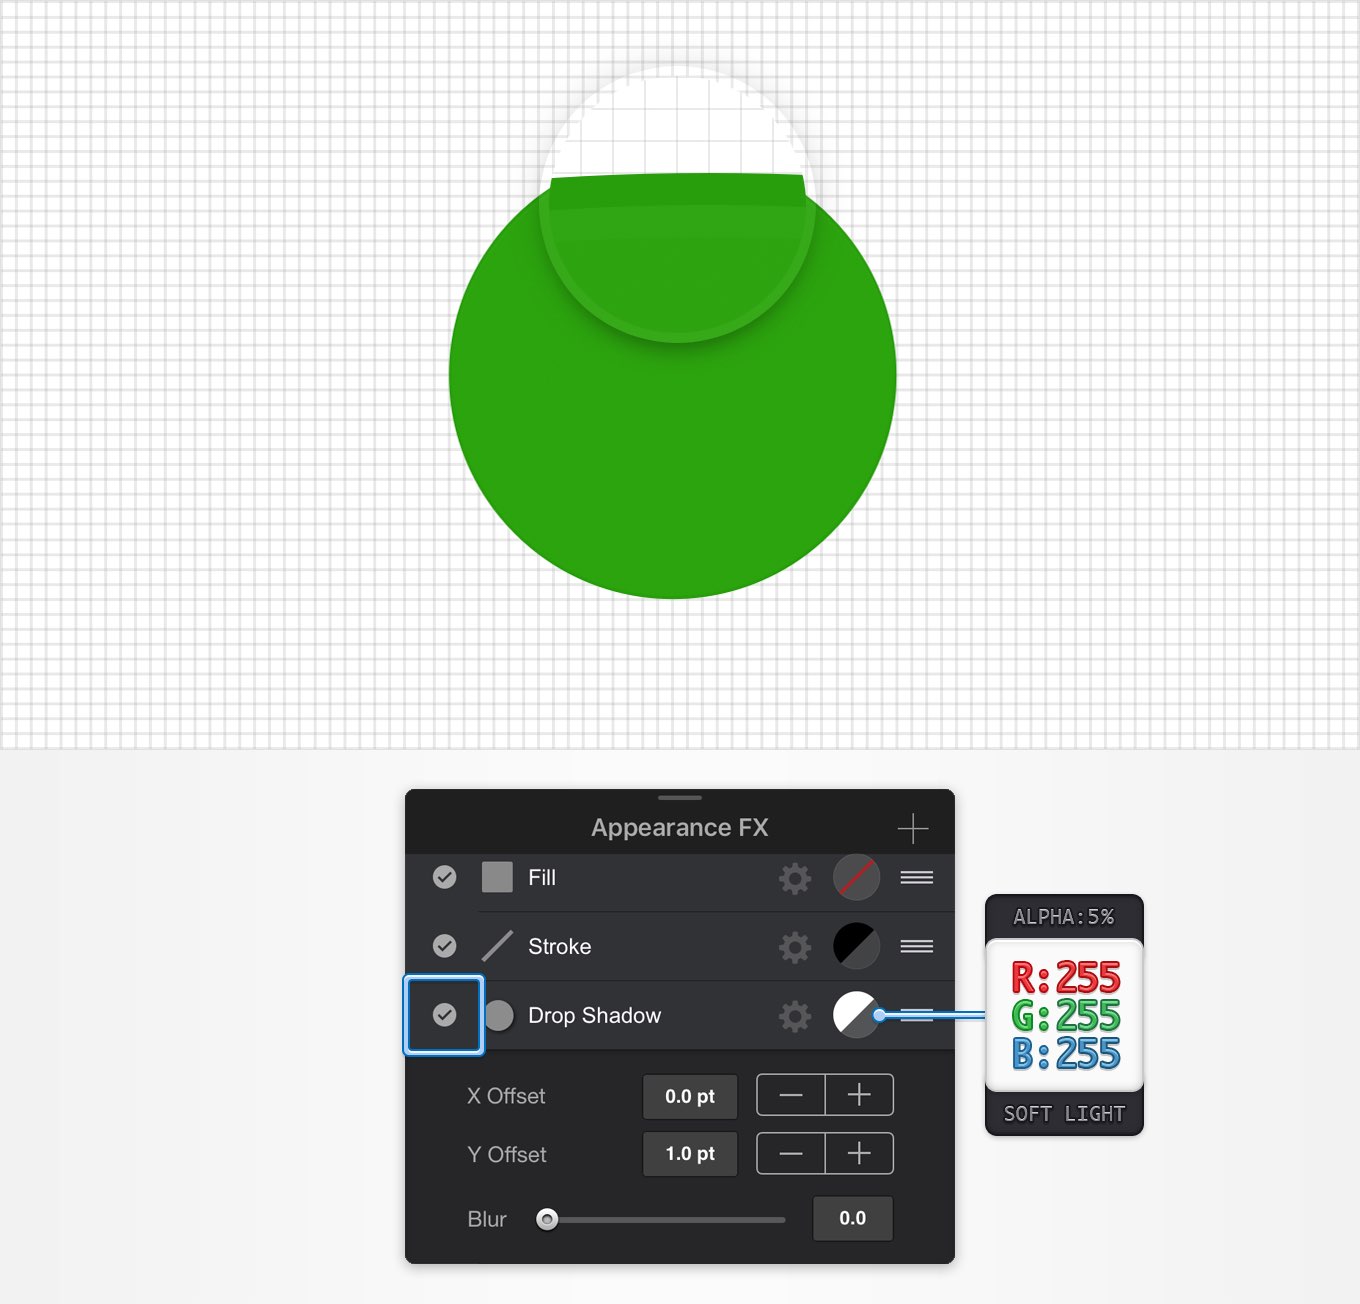 Appearance FX
Fill
Stroke
Drop Shadow
X Offset 0.0 pt
Y Offset 1.0 pt
Blur 0.0
ALPHA:5%
R:255
G:255
B:255
SOFT LIGHT